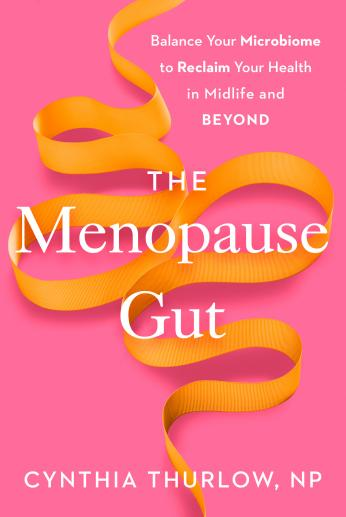 Balance Your Microbiome
to Reclaim Your Health
in Midlife and
BEYOND
THE
Menopause
Gut
CYNTHIA THURLOW, NP